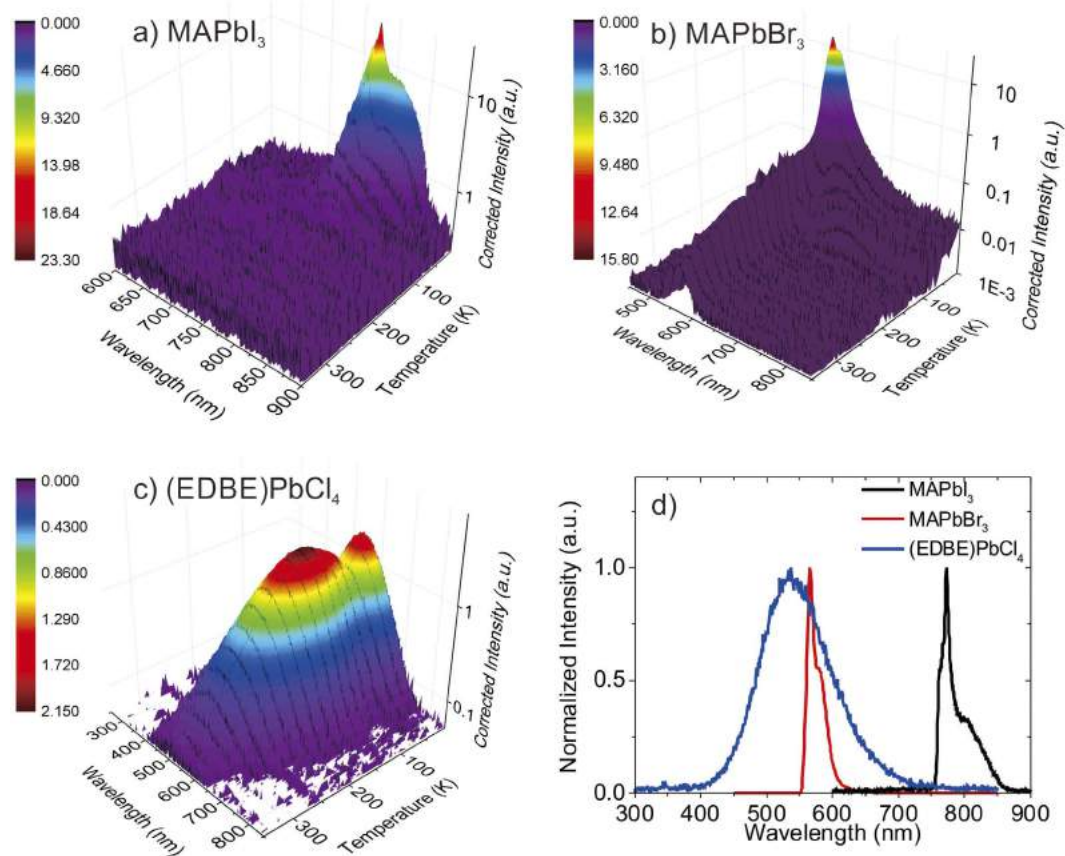 a) MAPbI₃
0.000
4.660
9.320
13.98
18.64
23.30
10
1
Corrected Intensity (a.u.)
600
650
700
750
800
850
900
Wavelength (nm)
100
200
300
Temperature (K)
b) MAPbBr₃
0.000
3.160
6.320
9.480
12.64
15.80
10
1
0.1
0.01
1E-3
Corrected Intensity (a.u.)
500
600
700
800
Wavelength (nm)
100
200
300
Temperature (K)
c) (EDBE)PbCl₄
0.000
0.4300
0.8600
1.290
1.720
2.150
1
0.1
Corrected Intensity (a.u.)
300
400
500
600
700
800
Wavelength (nm)
100
200
300
Temperature (K)
d)
MAPbI₃
MAPbBr₃
(EDBE)PbCl₄
Normalized Intensity (a.u.)
1.0
0.5
0.0
300 400 500 600 700 800 900
Wavelength (nm)